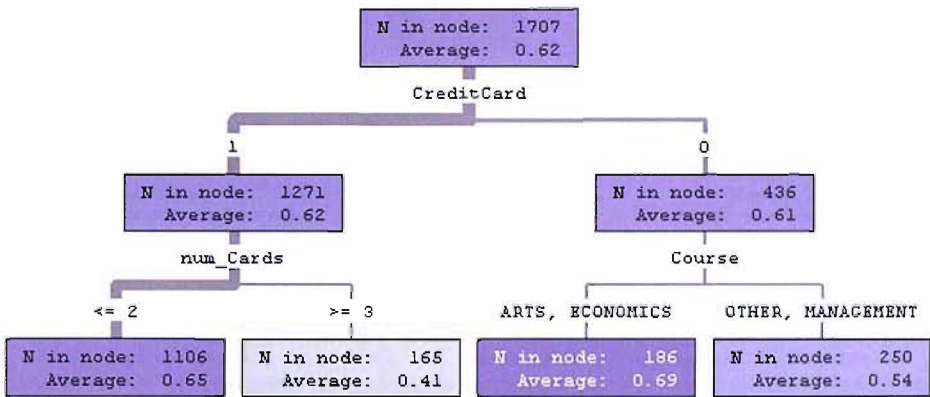 N in node: 1707
Average: 0.62
CreditCard
1
0
N in node: 1271
Average: 0.62
N in node: 436
Average: 0.61
num_Cards
Course
<= 2
>= 3
ARTS, ECONOMICS
OTHER, MANAGEMENT
N in node: 1106
Average: 0.65
N in node: 165
Average: 0.41
N in node: 186
Average: 0.69
N in node: 250
Average: 0.54